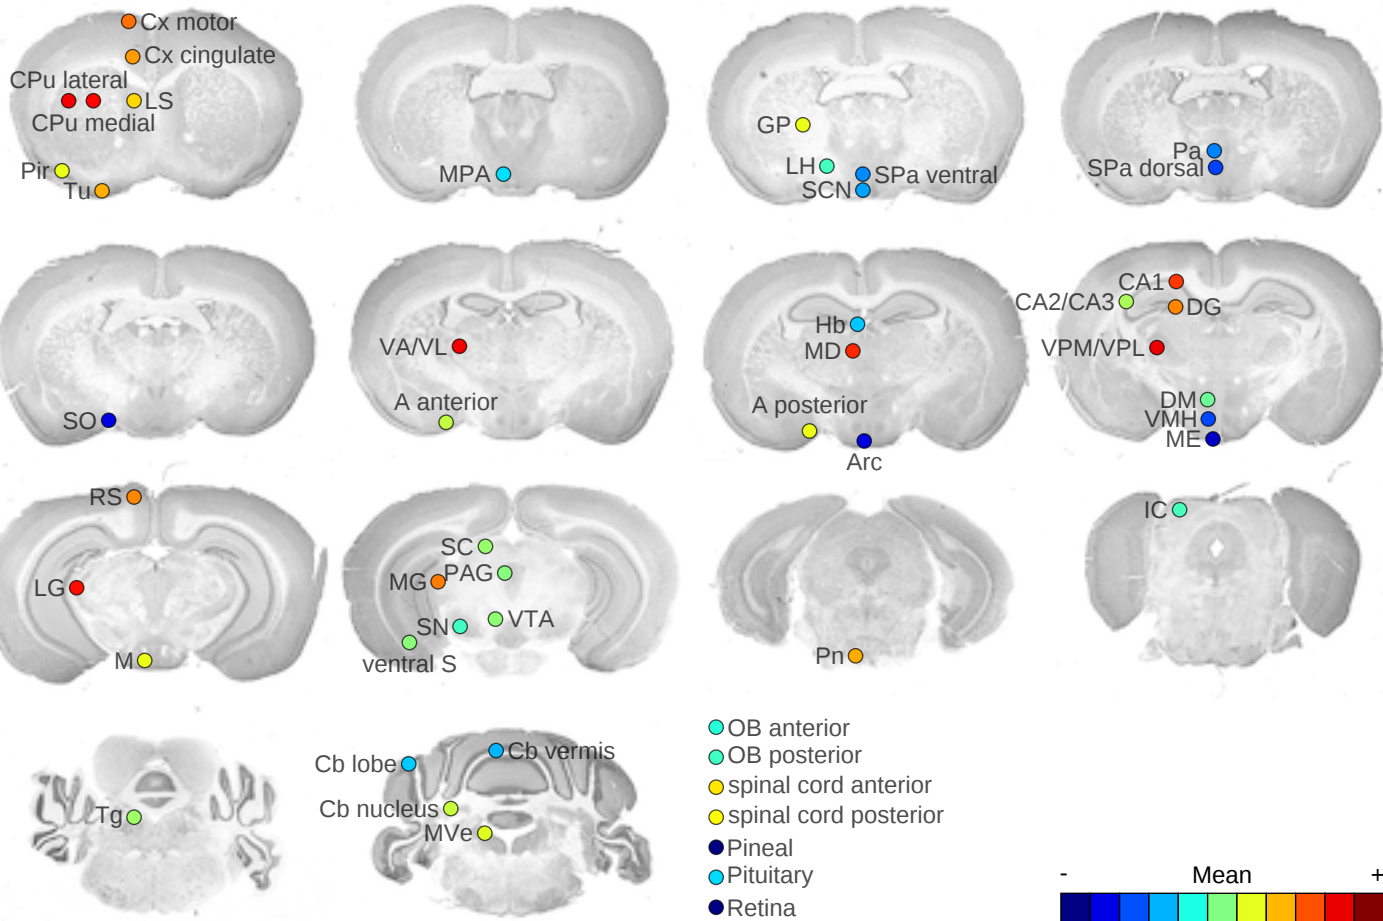 Cx motor
Cx cingulate
CPu lateral
LS
CPu medial
Pir
Tu
MPA
GP
LH
SPa ventral
SCN
Pa
SPa dorsal
SO
VA/VL
A anterior
Hb
MD
A posterior
Arc
CA1
CA2/CA3
DG
VPM/VPL
DM
VMH
ME
RS
LG
M
SC
MG
PAG
SN
VTA
ventral S
Pn
IC
Tg
Cb lobe
Cb vermis
Cb nucleus
MVe
OB anterior
OB posterior
spinal cord anterior
spinal cord posterior
Pineal
Pituitary
Retina
- Mean +